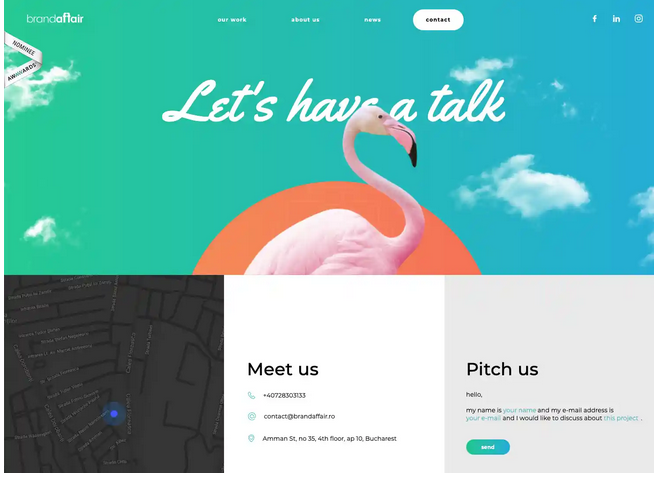 brandaffair
our work
about us
news
contact
NOMINEE
AWWWARDS
Let's have a talk
Meet us
+40728303133
contact@brandaffair.ro
Amman St, no 35, 4th floor, ap 10, Bucharest
Pitch us
hello,
my name is your name and my e-mail address is
your e-mail and I would like to discuss about this project .
send